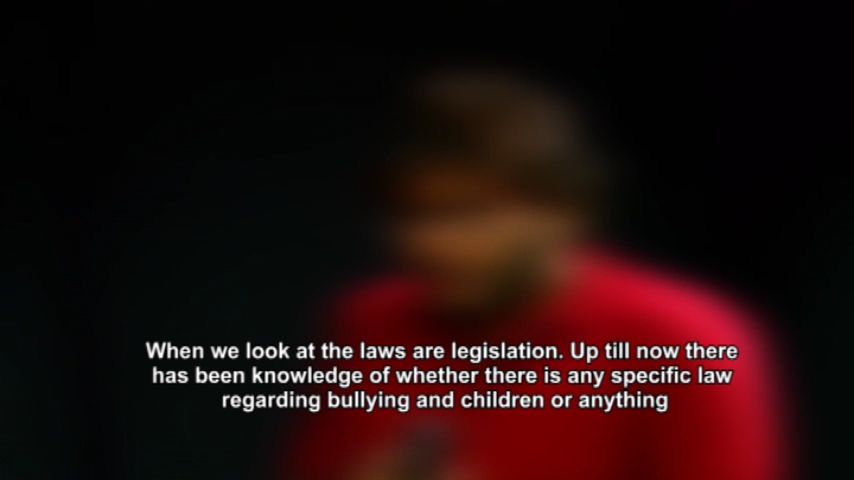 When we look at the laws are legislation. Up till now there
has been knowledge of whether there is any specific law
regarding bullying and children or anything